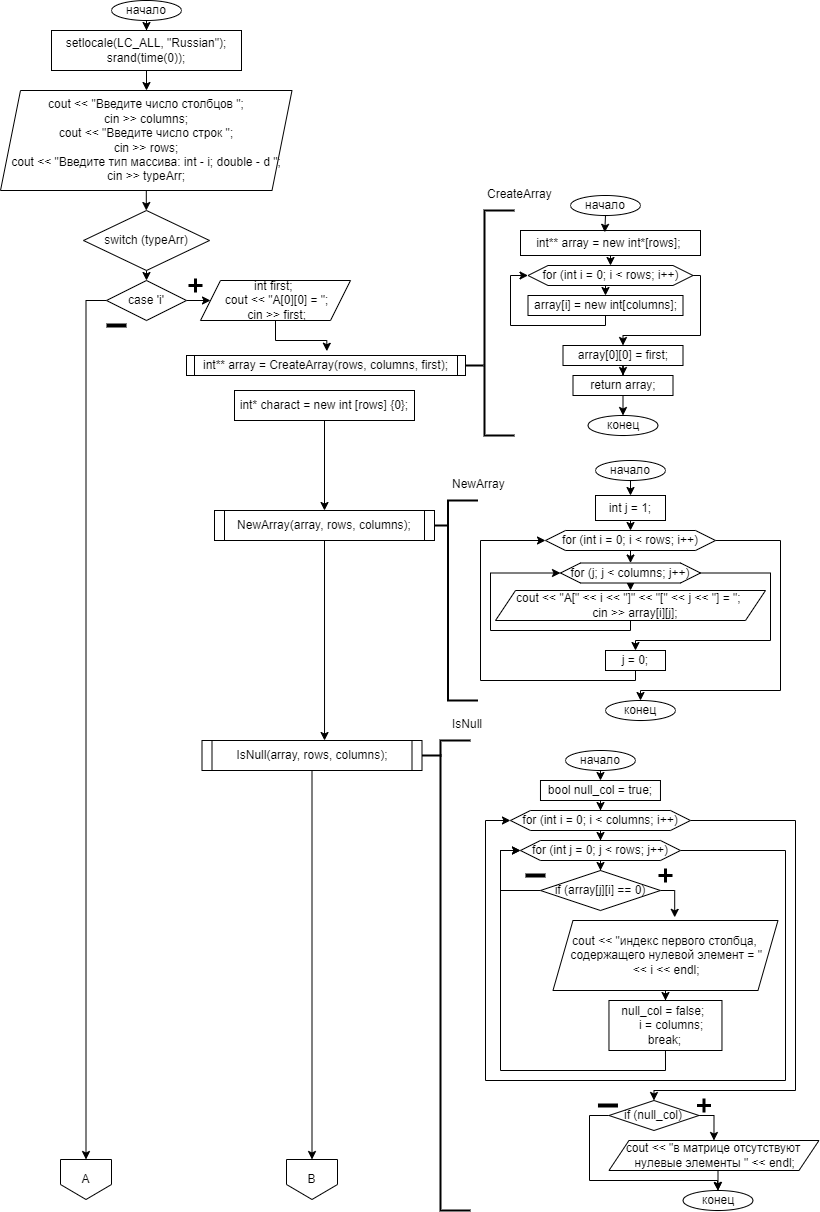 начало
setlocale(LC_ALL, "Russian");
srand(time(0));
cout << "Введите число столбцов ";
cin >> columns;
cout << "Введите число строк ";
cin >> rows;
cout << "Введите тип массива: int - i; double - d ";
cin >> typeArr;
switch (typeArr)
case 'i'
int first;
cout << "A[0][0] = ";
cin >> first;
int** array = CreateArray(rows, columns, first);
int* charact = new int [rows] {0};
NewArray(array, rows, columns);
IsNull(array, rows, columns);
A
B
CreateArray
начало
int** array = new int*[rows];
for (int i = 0; i < rows; i++)
array[i] = new int[columns];
array[0][0] = first;
return array;
конец
NewArray
начало
int j = 1;
for (int i = 0; i < rows; i++)
for (j; j < columns; j++)
cout << "A[" << i << "]" << "[" << j << "] = ";
cin >> array[i][j];
j = 0;
конец
IsNull
начало
bool null_col = true;
for (int i = 0; i < columns; i++)
for (int j = 0; j < rows; j++)
if (array[j][i] == 0)
cout << "индекс первого столбца,
содержащего нулевой элемент = "
<< i << endl;
null_col = false;
i = columns;
break;
if (null_col)
cout << "в матрице отсутствуют
нулевые элементы " << endl;
конец